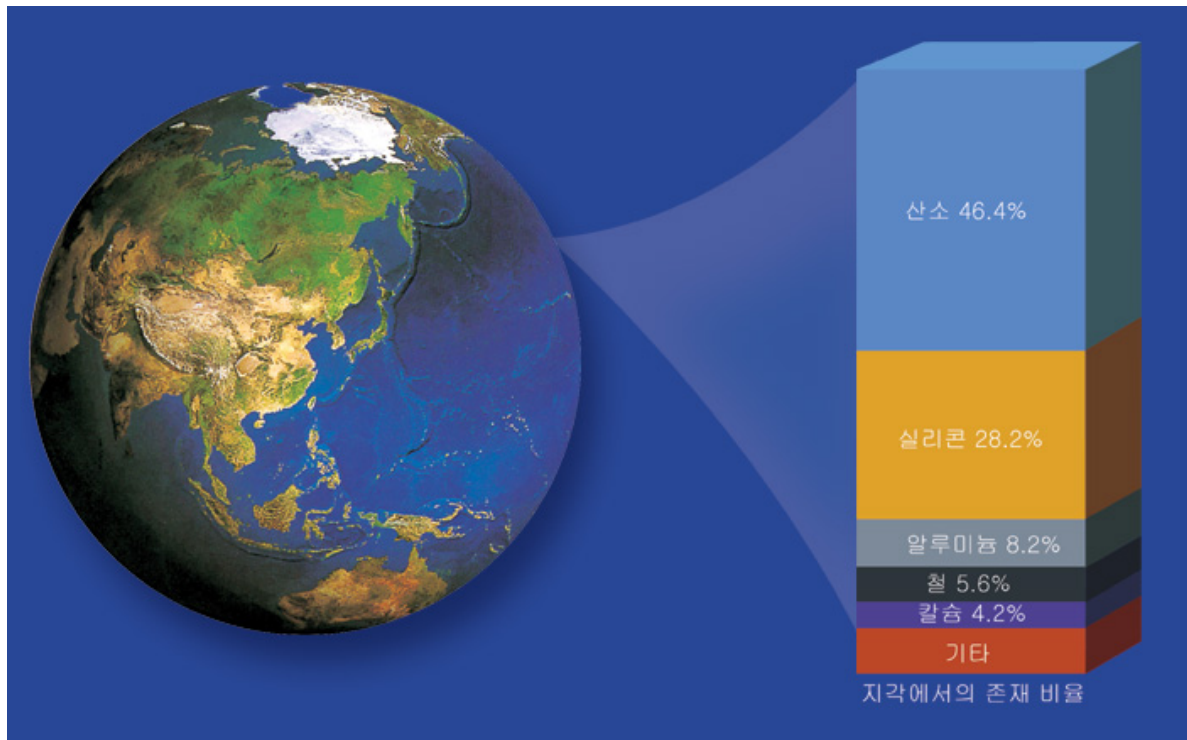 산소 46.4%
실리콘 28.2%
알루미늄 8.2%
철 5.6%
칼슘 4.2%
기타
지각에서의 존재 비율